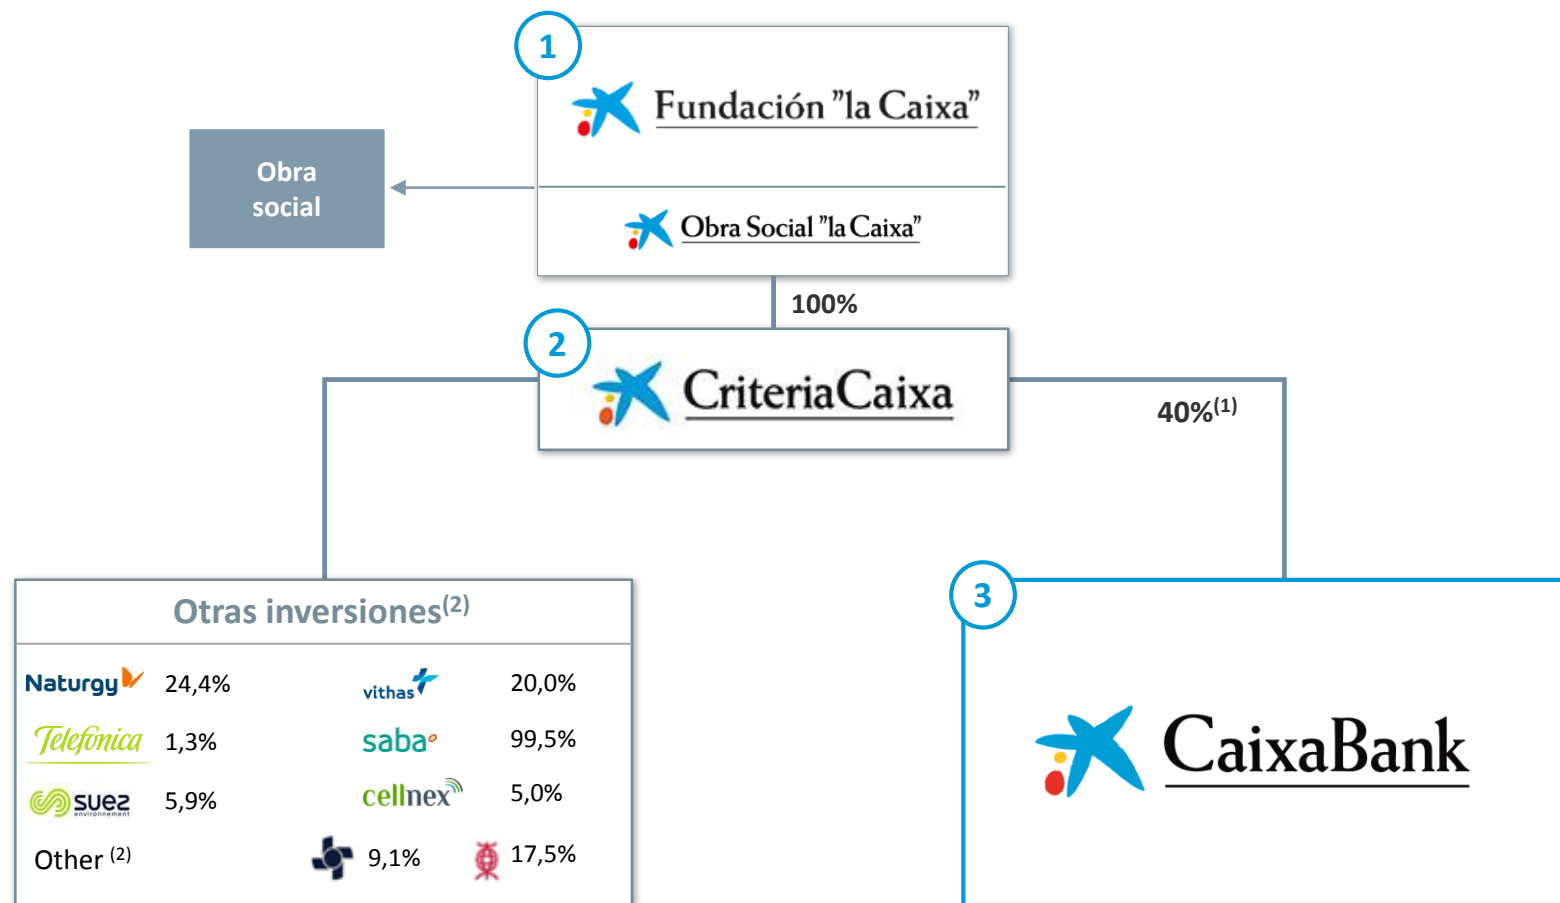 1
Fundación "la Caixa"
Obra
social
Obra Social "la Caixa"
100%
2
CriteriaCaixa
40%(1)
Otras inversiones(2)
3
Naturgy 24,4% vithas 20,0%
Telefónica 1,3% saba 99,5%
suez environnement 5,9% cellnex 5,0%
Other (2) 9,1% 17,5%
CaixaBank